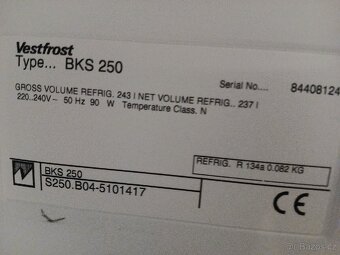 Vestfrost
Type... BKS 250
Serial No.... 84408124
GROSS VOLUME REFRIG. 243 l NET VOLUME REFRIG.. 237 l
220..240V- 50 Hz 90 W Temperature Class. N
REFRIG. R 134a 0.082 KG
BKS 250
S250.B04-5101417
CE